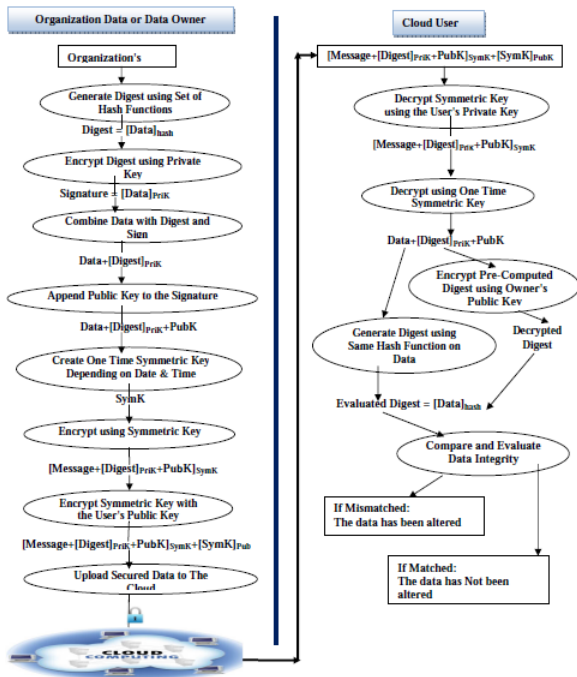 Organization Data or Data Owner
Organization's
Generate Digest using Set of
Hash Functions
Digest = [Data]hash
Encrypt Digest using Private
Key
Signature = [Data]PriK
Combine Data with Digest and
Sign
Data+[Digest]PriK
Append Public Key to the Signature
Data+[Digest]PriK+PubK
Create One Time Symmetric Key
Depending on Date & Time
SymK
Encrypt using Symmetric Key
[Message+[Digest]PriK+PubK]SymK
Encrypt Symmetric Key with
the User's Public Key
[Message+[Digest]PriK+PubK]SymK+[SymK]Pub
Upload Secured Data to The
Cloud
CLOUD
COMPUTING
Cloud User
[Message+[Digest]PriK+PubK]SymK+[SymK]PubK
Decrypt Symmetric Key
using the User's Private Key
[Message+[Digest]PriK+PubK]SymK
Decrypt using One Time
Symmetric Key
Data+[Digest]PriK+PubK
Encrypt Pre-Computed
Digest using Owner's
Public Key
Generate Digest using
Same Hash Function on
Data
Decrypted
Digest
Evaluated Digest = [Data]hash
Compare and Evaluate
Data Integrity
If Mismatched:
The data has been altered
If Matched:
The data has Not been
altered